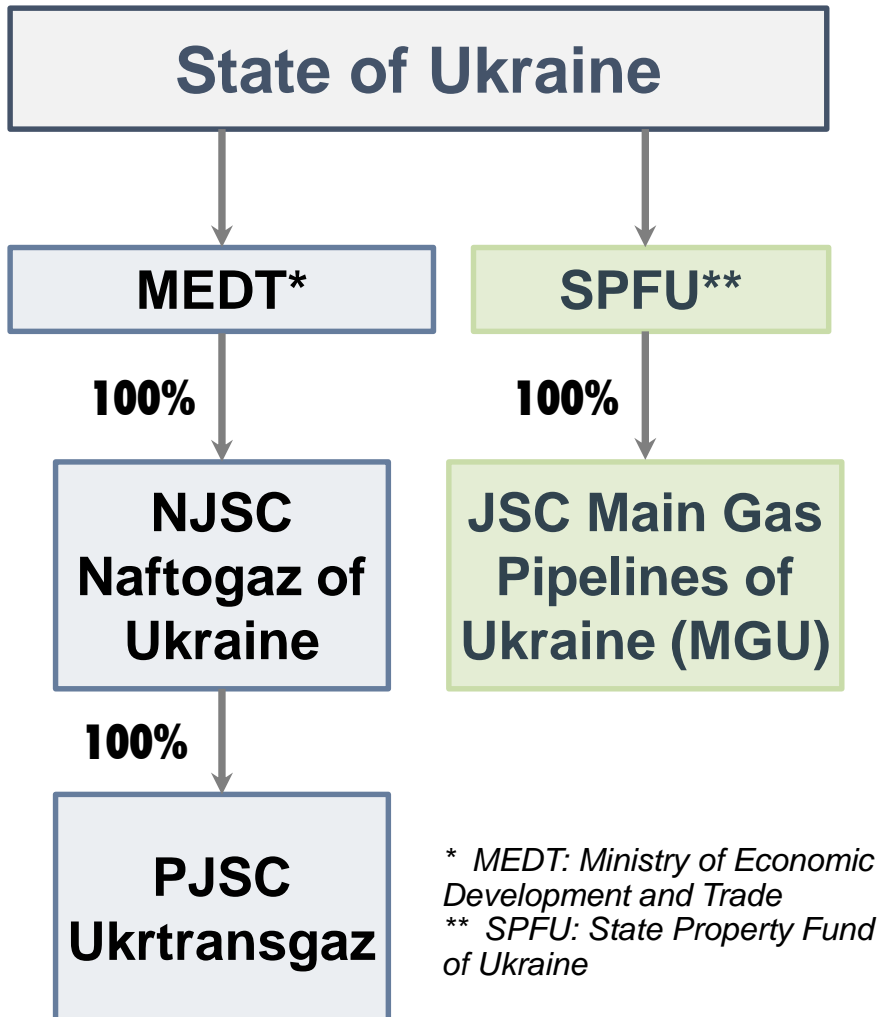 State of Ukraine
MEDT*
SPFU**
100%
100%
NJSC
Naftogaz of
Ukraine
JSC Main Gas
Pipelines of
Ukraine (MGU)
100%
PJSC
Ukrtransgaz
* MEDT: Ministry of Economic
Development and Trade
** SPFU: State Property Fund
of Ukraine